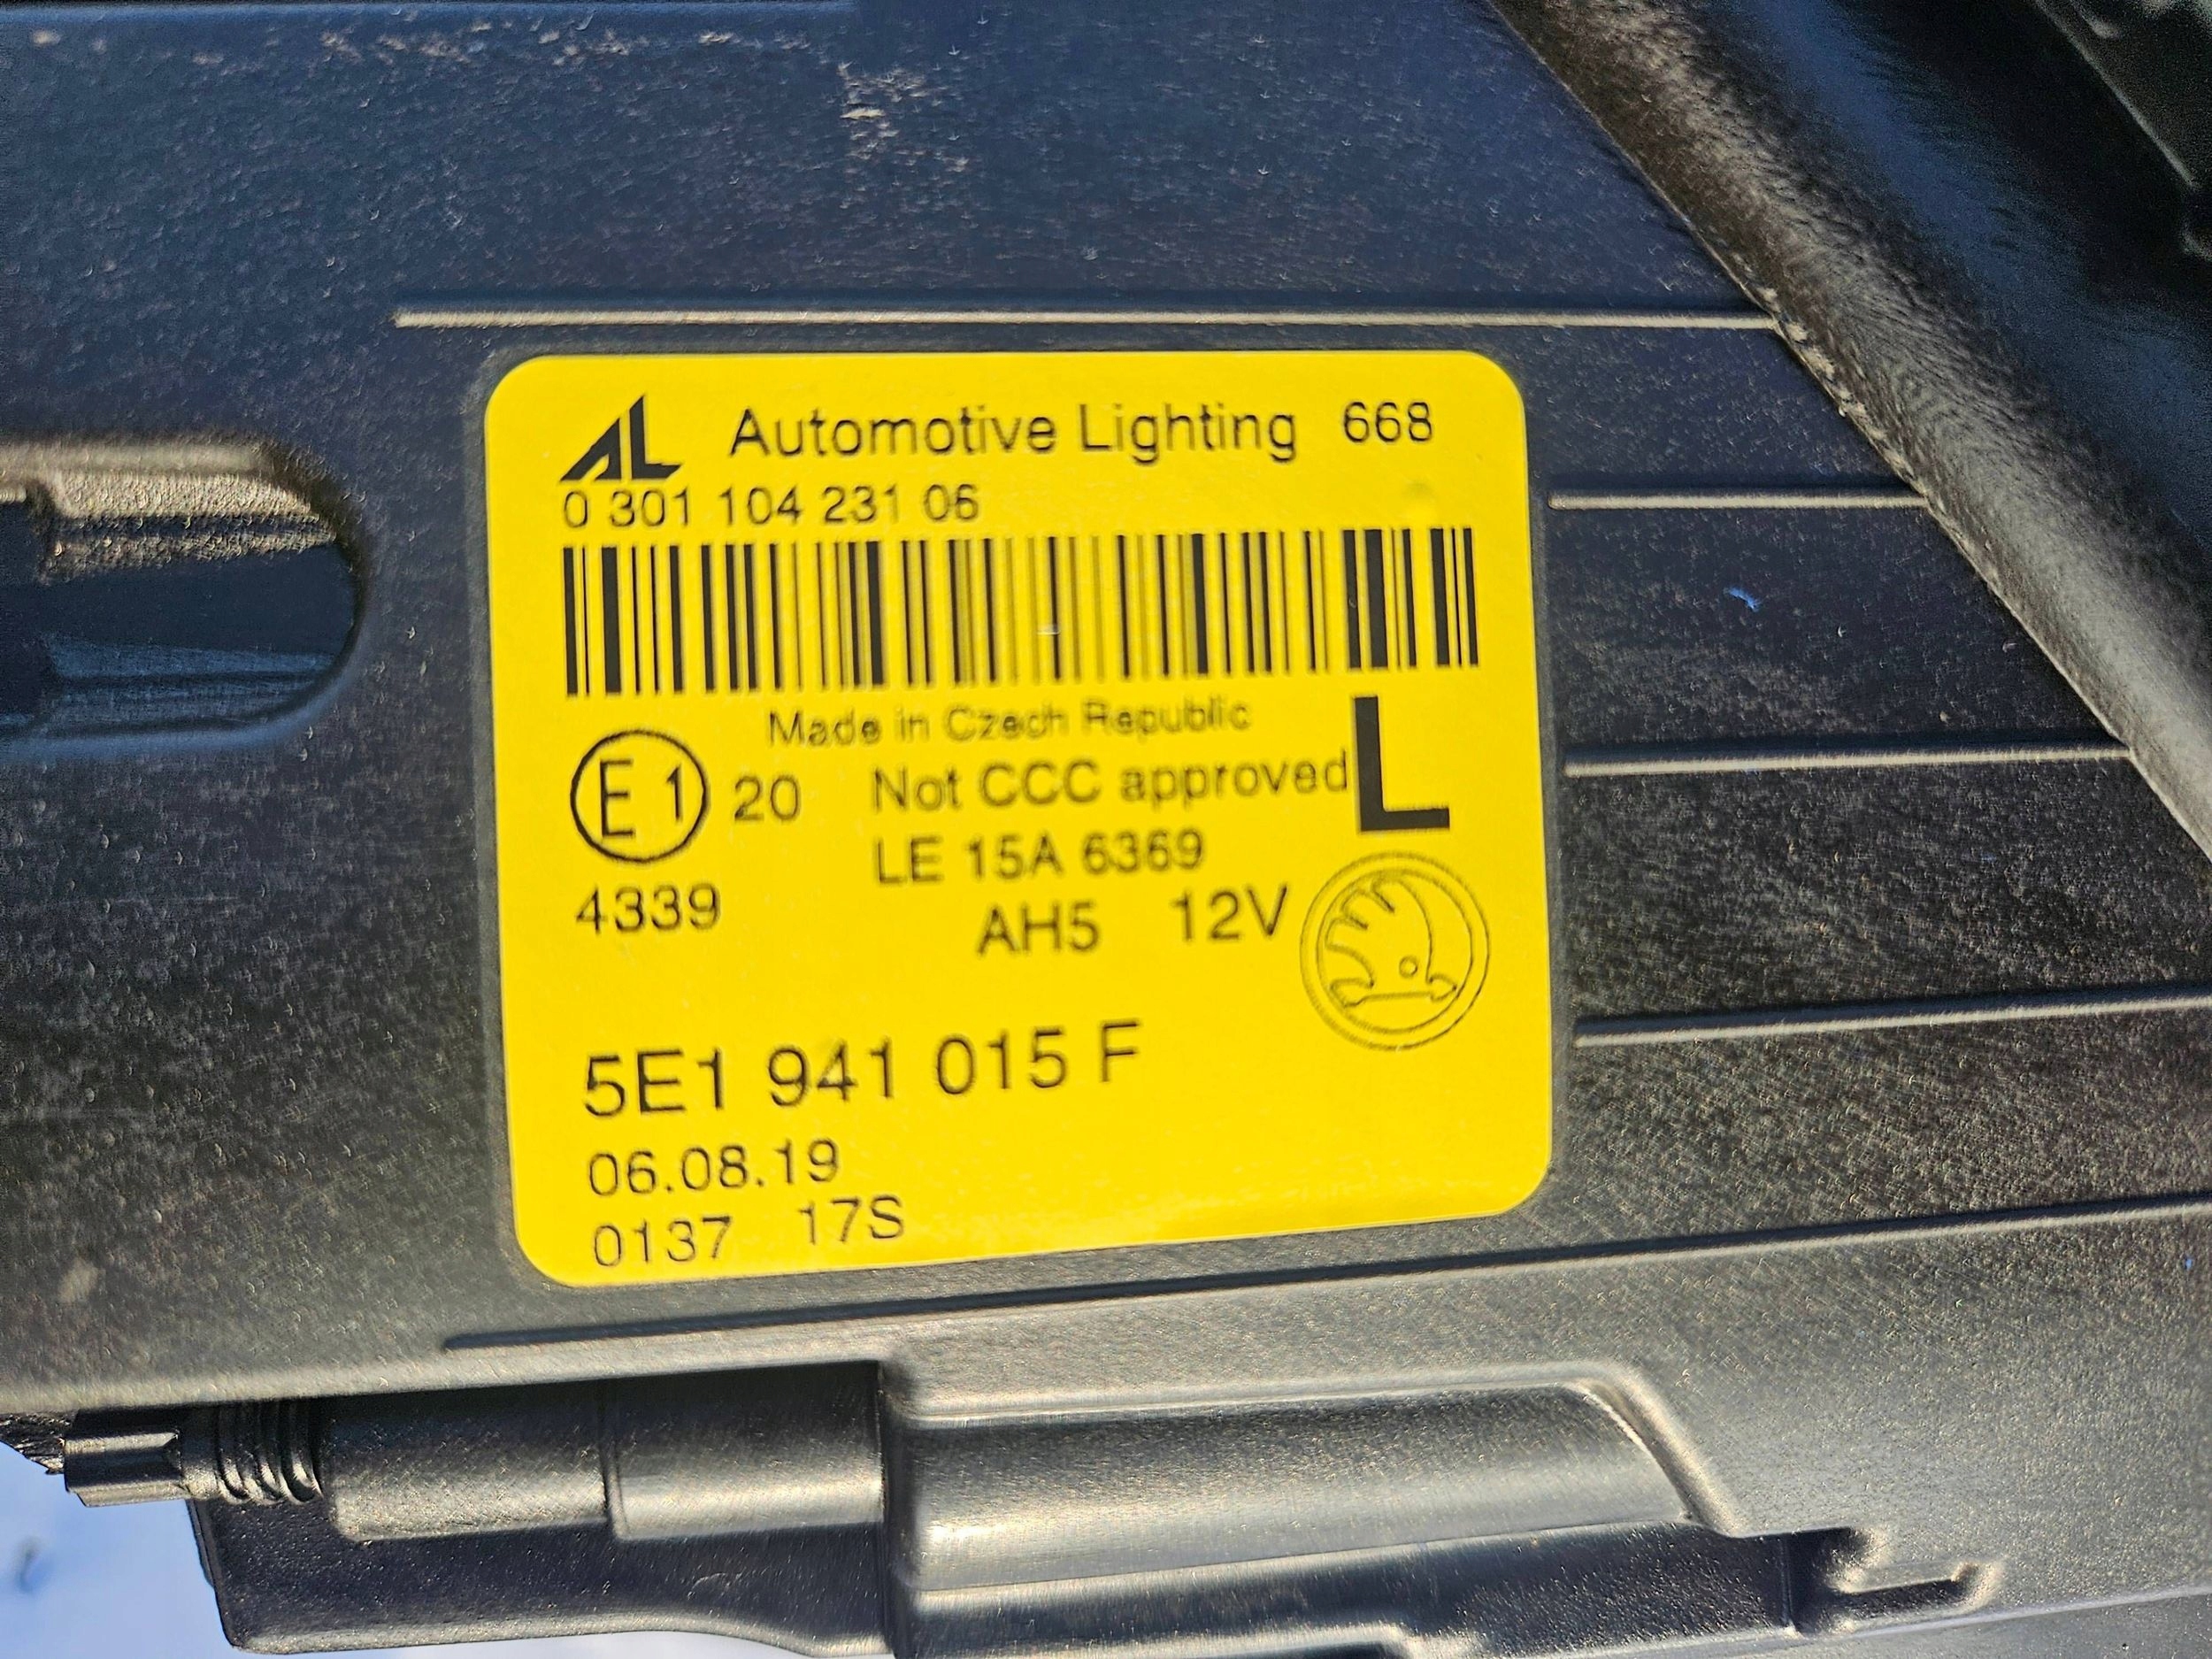 AL Automotive Lighting 668
0 301 104 231 06
Made in Czech Republic
E1 20 Not CCC approved L
LE 15A 6369
4339 AH5 12V
5E1 941 015 F
06.08.19
0137 17S